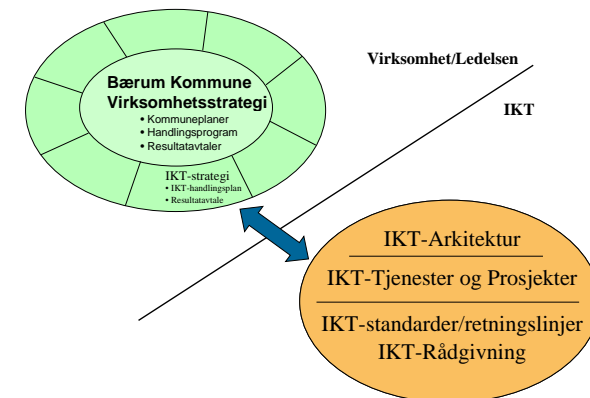 Virksomhet/Ledelsen
IKT
Bærum Kommune
Virksomhetsstrategi
• Kommuneplaner
• Handlingsprogram
• Resultatavtaler
IKT-strategi
• IKT-handlingsplan
• Resultatavtale
IKT-Arkitektur
IKT-Tjenester og Prosjekter
IKT-standarder/retningslinjer
IKT-Rådgivning